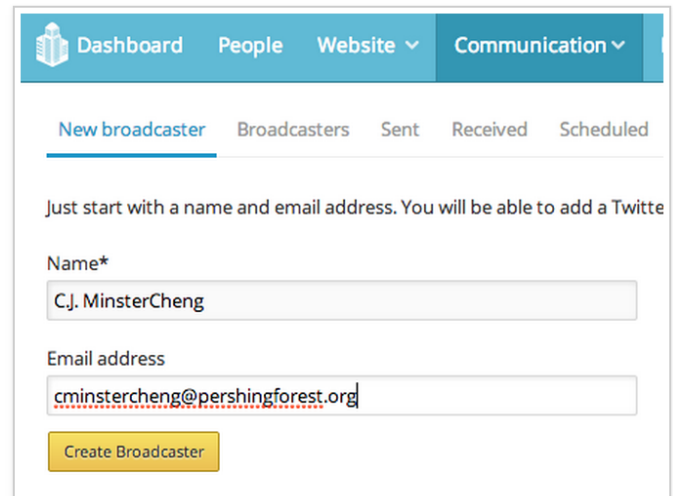 Dashboard People Website Communication
New broadcaster Broadcasters Sent Received Scheduled
Just start with a name and email address. You will be able to add a Twitte
Name*
C.J. MinsterCheng
Email address
cminstercheng@pershingforest.org
Create Broadcaster